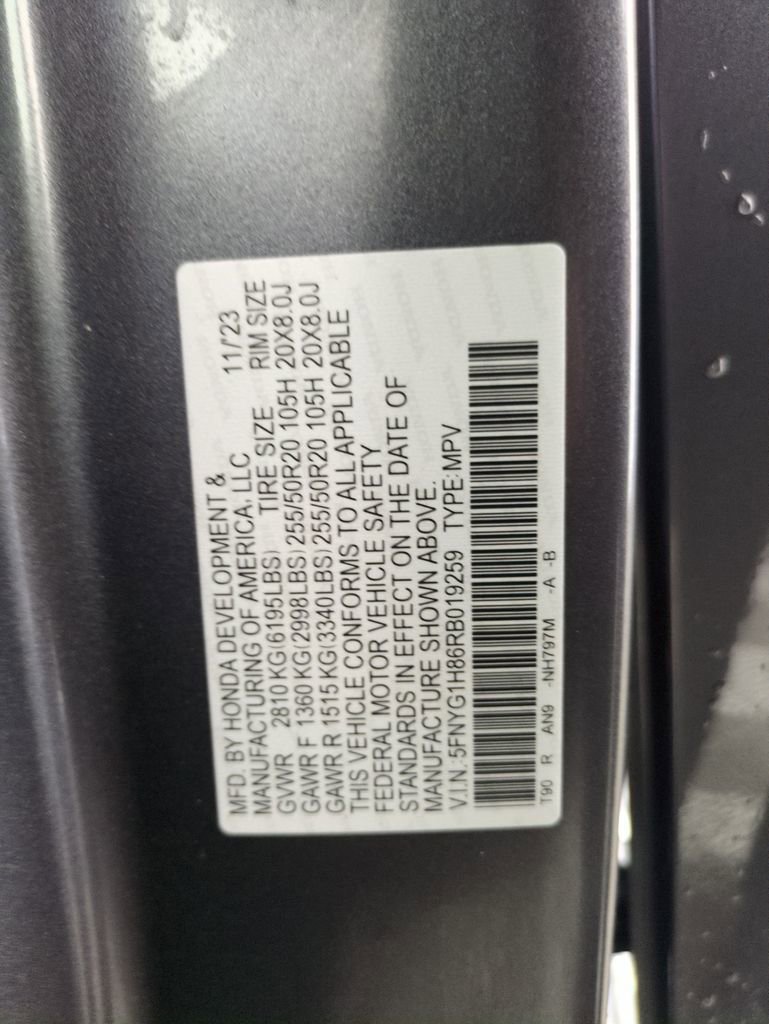 MFD. BY HONDA DEVELOPMENT &
MANUFACTURING OF AMERICA, LLC 11/'23
GVWR 2810 KG(6195LBS) TIRE SIZE RIM SIZE
GAWR F 1360 KG(2998LBS) 255/50R20 105H 20X8.0J
GAWR R 1515 KG(3340LBS) 255/50R20 105H 20X8.0J
THIS VEHICLE CONFORMS TO ALL APPLICABLE
FEDERAL MOTOR VEHICLE SAFETY
STANDARDS IN EFFECT ON THE DATE OF
MANUFACTURE SHOWN ABOVE.
V.I.N.:5FNYG1H86RB019259 TYPE:MPV
T90 R AN9 -NH797M -A -B